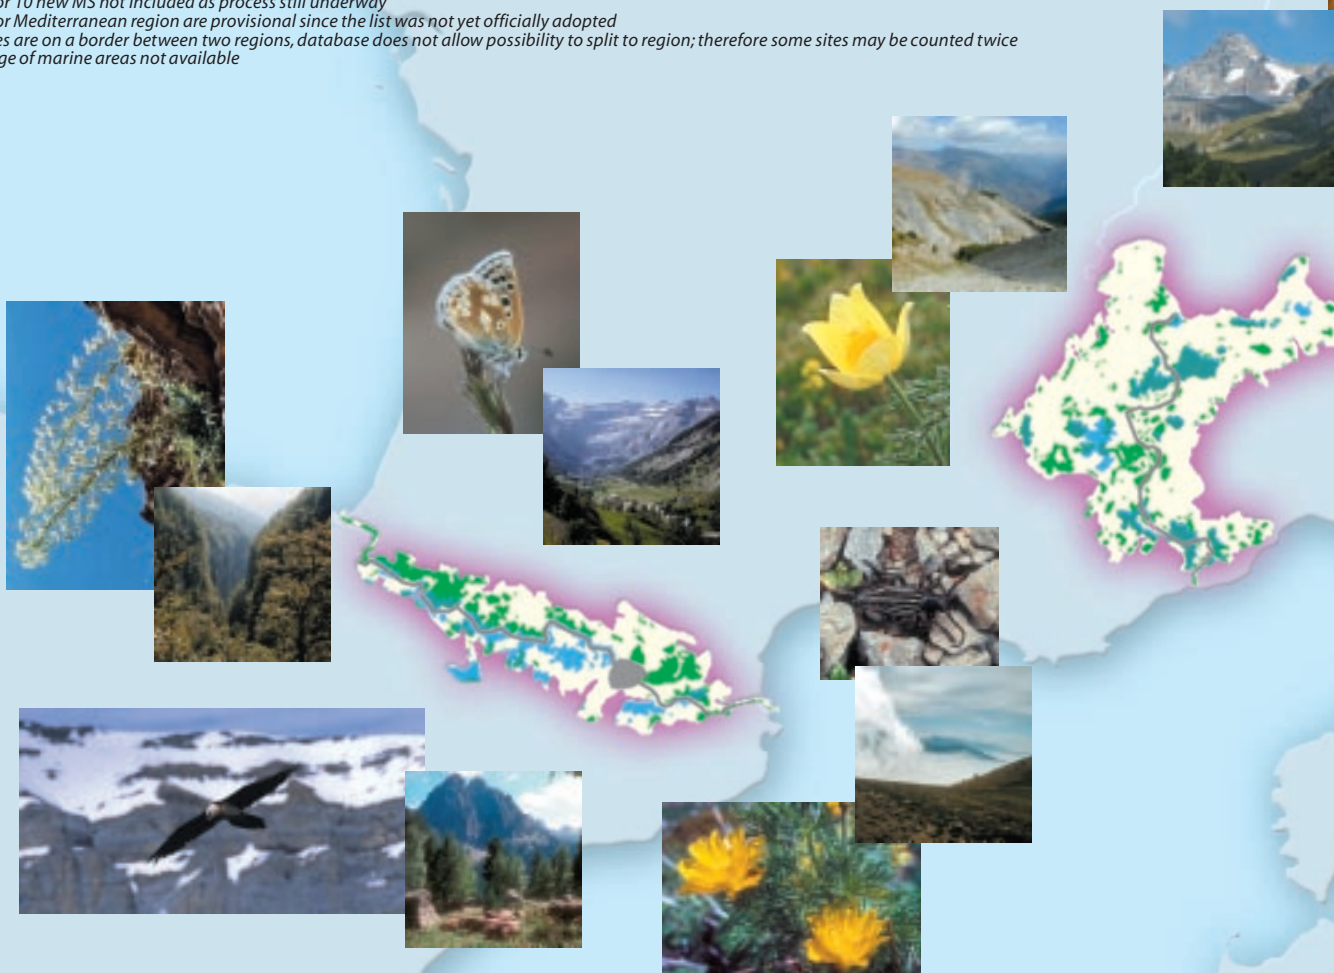 or 10 new MS not included as process still underway
or Mediterranean region are provisional since the list was not yet officially adopted
es are on a border between two regions, database does not allow possibility to split to region; therefore some sites may be counted twice
ge of marine areas not available